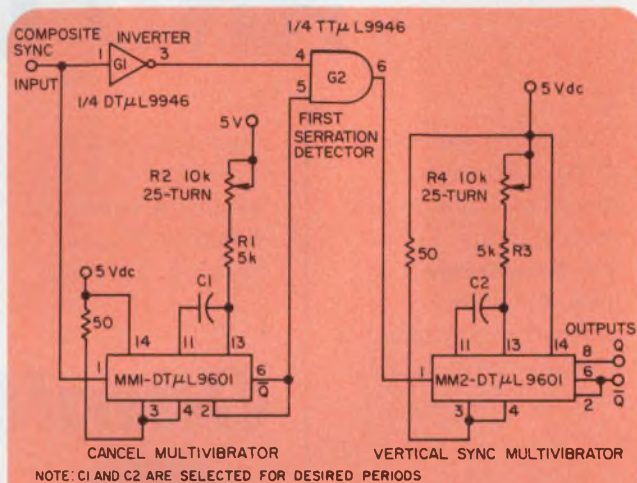 1/4 TTμL9946
COMPOSITE
SYNC
INPUT
INVERTER
1
G1
3
1/4 DTμL9946
4
5
G2
6
FIRST
SERRATION
DETECTOR
5V
R2 10k
25-TURN
R1
5k
C1
5 Vdc
50
14
11
13
1
MM1-DTμL9601
6
Q̅
2
3
4
CANCEL MULTIVIBRATOR
5 Vdc
R4 10k
25-TURN
50
5k
R3
C2
OUTPUTS
11
13
14
8
Q
1
MM2-DTμL9601
6
2
Q̅
3
4
VERTICAL SYNC MULTIVIBRATOR
NOTE: C1 AND C2 ARE SELECTED FOR DESIRED PERIODS